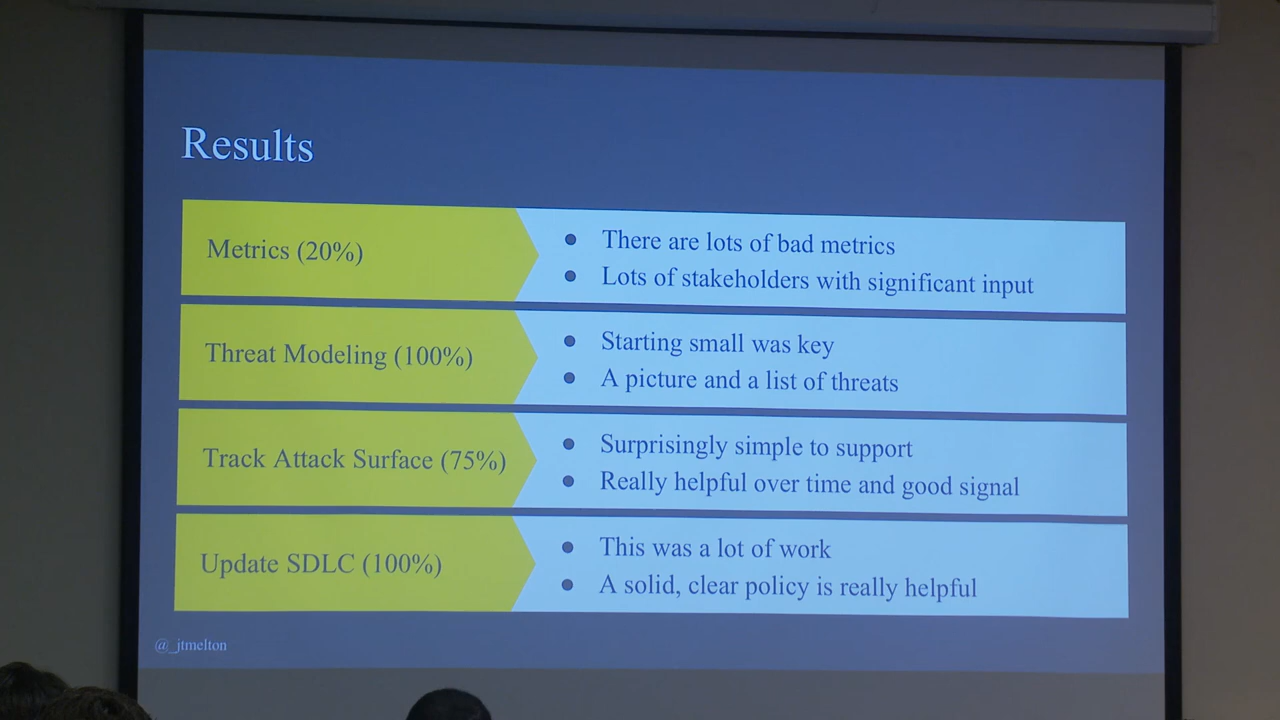 Results
Metrics (20%)
● There are lots of bad metrics
● Lots of stakeholders with significant input
Threat Modeling (100%)
● Starting small was key
● A picture and a list of threats
Track Attack Surface (75%)
● Surprisingly simple to support
● Really helpful over time and good signal
Update SDLC (100%)
● This was a lot of work
● A solid, clear policy is really helpful
@_jtmelton